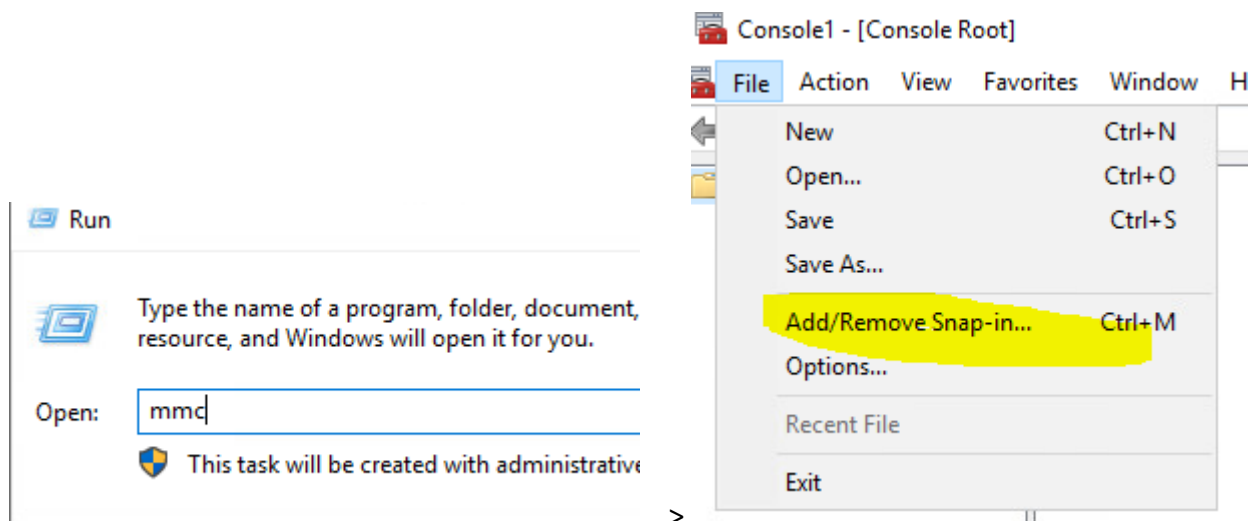 Run
Type the name of a program, folder, document,
resource, and Windows will open it for you.
Open: mmc
This task will be created with administrative
>
Console1 - [Console Root]
File Action View Favorites Window H
New Ctrl+N
Open... Ctrl+O
Save Ctrl+S
Save As...
Add/Remove Snap-in... Ctrl+M
Options...
Recent File
Exit